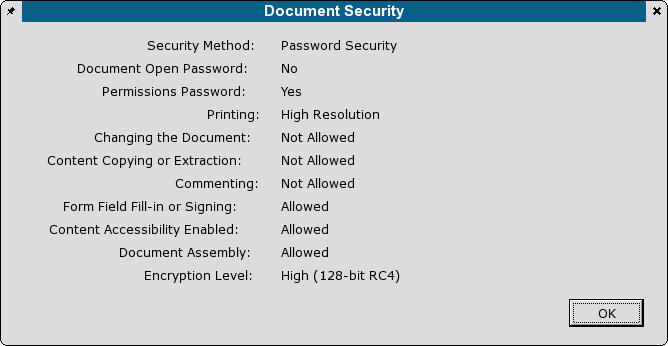 Document Security
Security Method: Password Security
Document Open Password: No
Permissions Password: Yes
Printing: High Resolution
Changing the Document: Not Allowed
Content Copying or Extraction: Not Allowed
Commenting: Not Allowed
Form Field Fill-in or Signing: Allowed
Content Accessibility Enabled: Allowed
Document Assembly: Allowed
Encryption Level: High (128-bit RC4)
OK